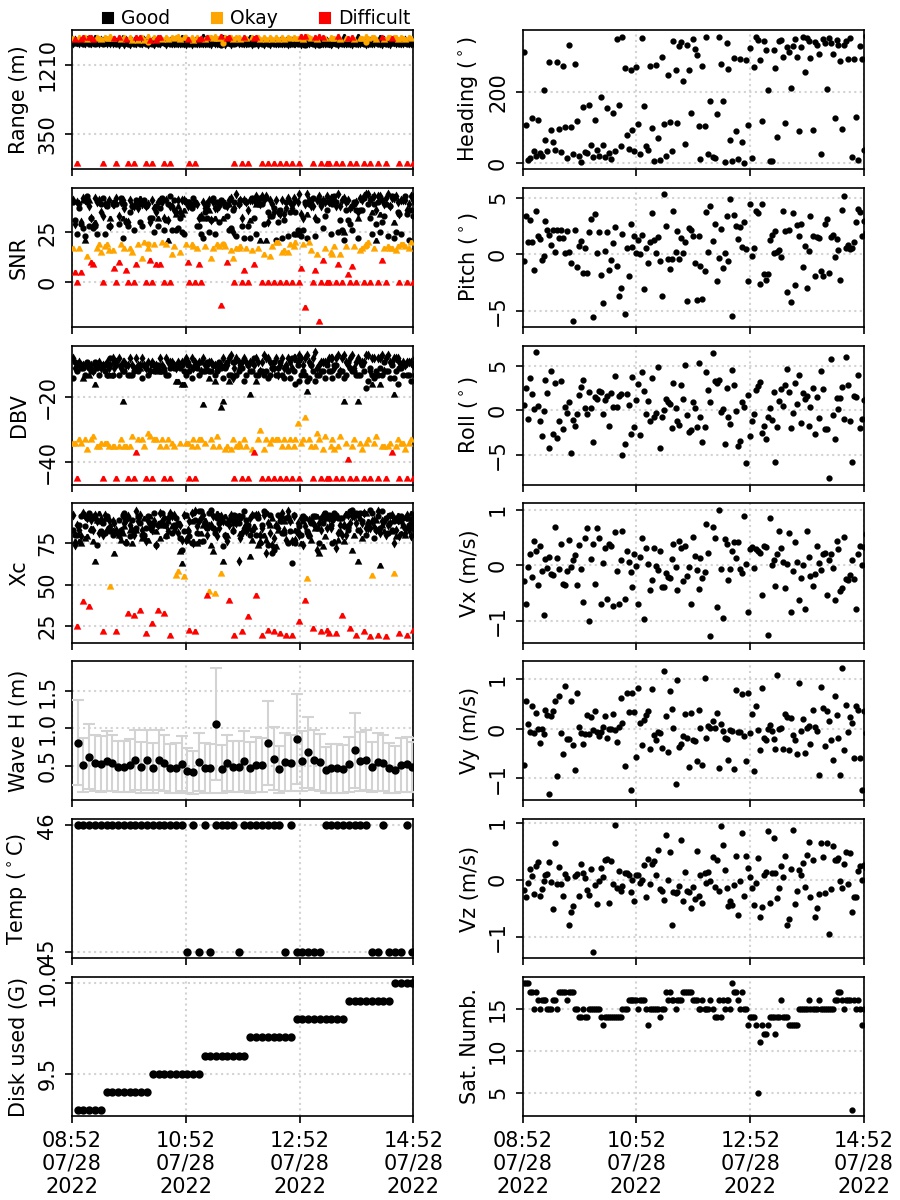 Good Okay Difficult
Range (m)
1210
350
Heading (°)
200
0
SNR
25
0
Pitch (°)
5
0
−5
DBV
−20
−40
Roll (°)
5
0
−5
Xc
75
50
25
Vx (m/s)
1
0
−1
Wave H (m)
1.5
1.0
0.5
Vy (m/s)
1
0
−1
Temp (°C)
46
45
Vz (m/s)
1
0
−1
Disk used (G)
10.0
9.5
Sat. Numb.
15
10
5
08:52 10:52 12:52 14:52 08:52 10:52 12:52 14:52
07/28 07/28 07/28 07/28 07/28 07/28 07/28 07/28
2022 2022 2022 2022 2022 2022 2022 2022